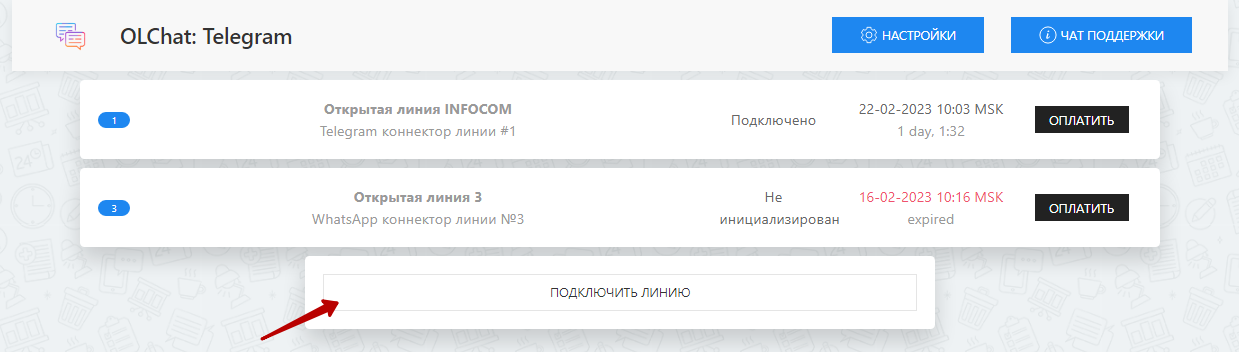 OLChat: Telegram
НАСТРОЙКИ
ЧАТ ПОДДЕРЖКИ
1
Открытая линия INFOCOM
Telegram коннектор линии #1
Подключено
22-02-2023 10:03 MSK
1 day, 1:32
ОПЛАТИТЬ
3
Открытая линия 3
WhatsApp коннектор линии №3
Не
инициализирован
16-02-2023 10:16 MSK
expired
ОПЛАТИТЬ
ПОДКЛЮЧИТЬ ЛИНИЮ